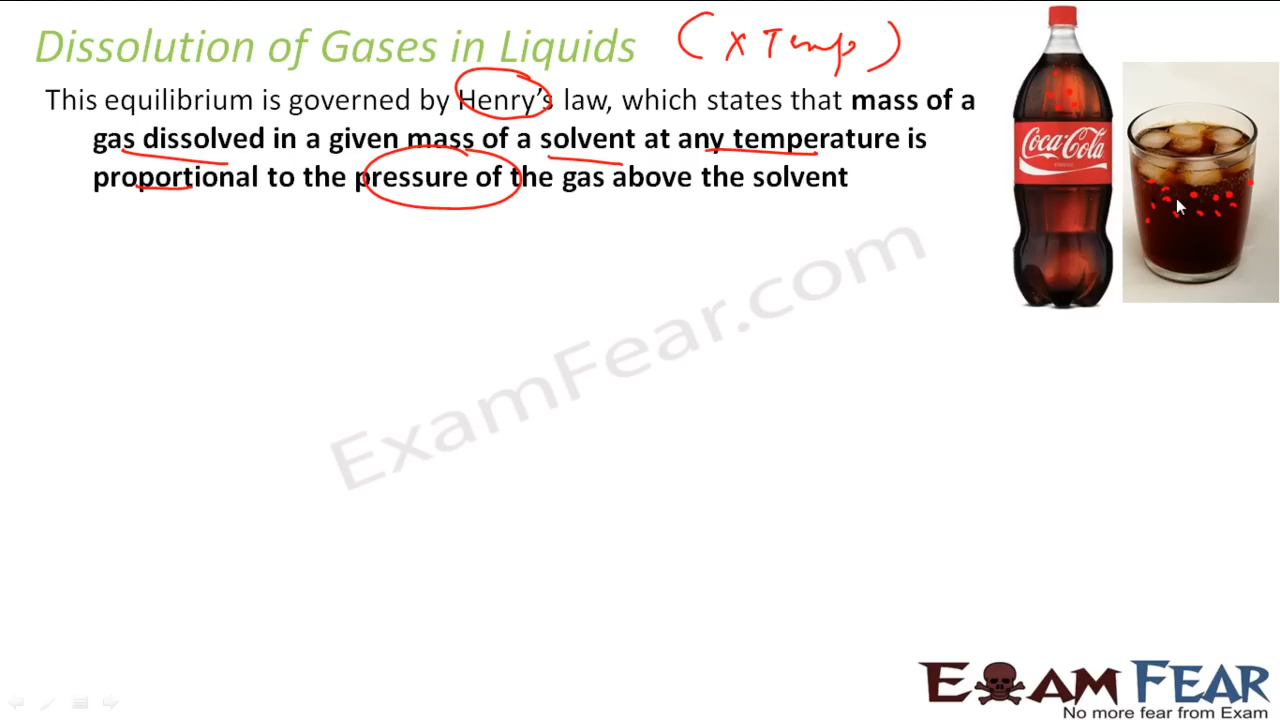 Dissolution of Gases in Liquids
(x Temp)
This equilibrium is governed by Henry's law, which states that mass of a
gas dissolved in a given mass of a solvent at any temperature is
proportional to the pressure of the gas above the solvent
Coca-Cola
ExamFear.com
EXAM FEAR
No more fear from Exam